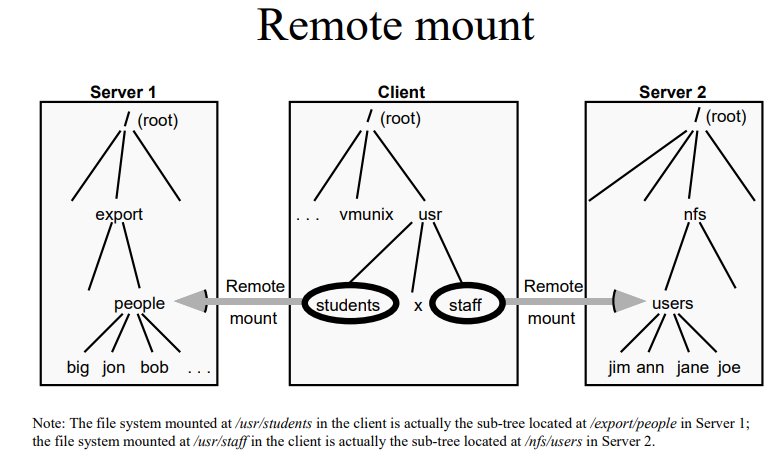 Remote mount
Server 1
Client
Server 2
/ (root)
/ (root)
/ (root)
export
. . .
vmunix
usr
nfs
Remote
mount
Remote
mount
people
students
x
staff
users
big jon bob . . .
jim ann jane joe
Note: The file system mounted at /usr/students in the client is actually the sub-tree located at /export/people in Server 1;
the file system mounted at /usr/staff in the client is actually the sub-tree located at /nfs/users in Server 2.